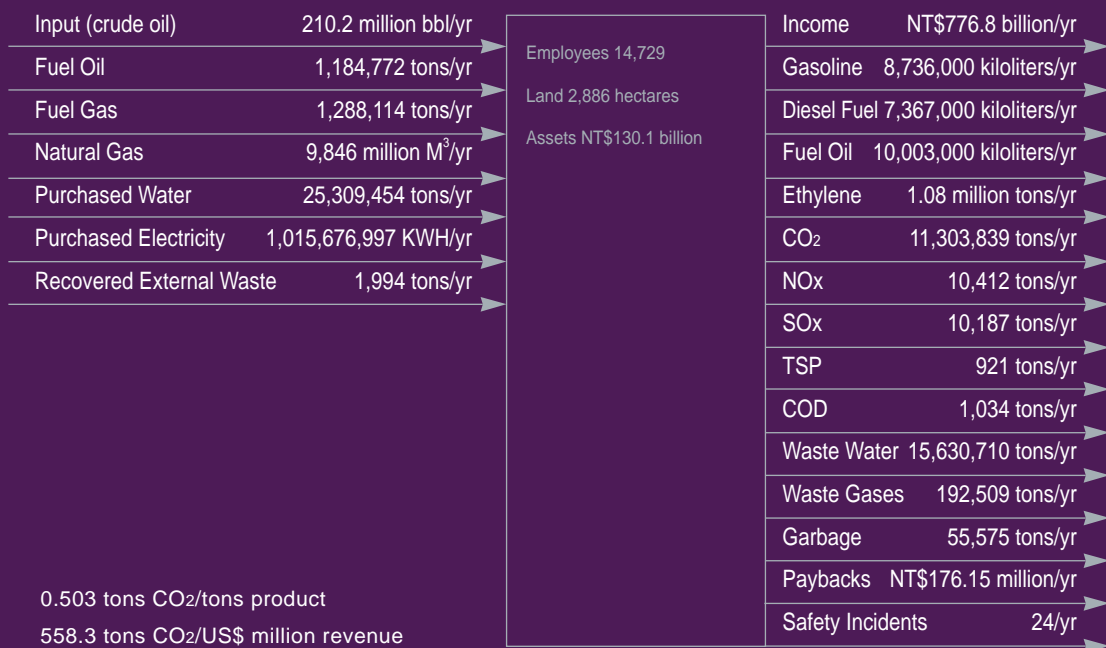 Input (crude oil) 210.2 million bbl/yr
Fuel Oil 1,184,772 tons/yr
Fuel Gas 1,288,114 tons/yr
Natural Gas 9,846 million M³/yr
Purchased Water 25,309,454 tons/yr
Purchased Electricity 1,015,676,997 KWH/yr
Recovered External Waste 1,994 tons/yr
0.503 tons CO2/tons product
558.3 tons CO2/US$ million revenue
Employees 14,729
Land 2,886 hectares
Assets NT$130.1 billion
Income NT$776.8 billion/yr
Gasoline 8,736,000 kiloliters/yr
Diesel Fuel 7,367,000 kiloliters/yr
Fuel Oil 10,003,000 kiloliters/yr
Ethylene 1.08 million tons/yr
CO2 11,303,839 tons/yr
NOx 10,412 tons/yr
SOx 10,187 tons/yr
TSP 921 tons/yr
COD 1,034 tons/yr
Waste Water 15,630,710 tons/yr
Waste Gases 192,509 tons/yr
Garbage 55,575 tons/yr
Paybacks NT$176.15 million/yr
Safety Incidents 24/yr